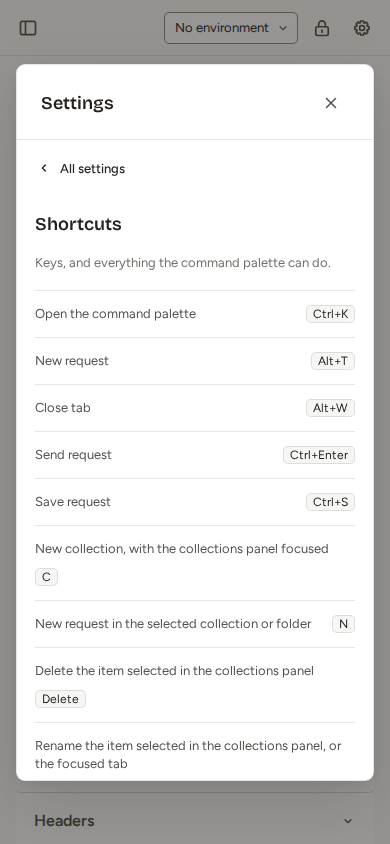 No environment
Settings
All settings
Shortcuts
Keys, and everything the command palette can do.
Open the command palette Ctrl+K
New request Alt+T
Close tab Alt+W
Send request Ctrl+Enter
Save request Ctrl+S
New collection, with the collections panel focused
C
New request in the selected collection or folder N
Delete the item selected in the collections panel
Delete
Rename the item selected in the collections panel, or
the focused tab
Headers